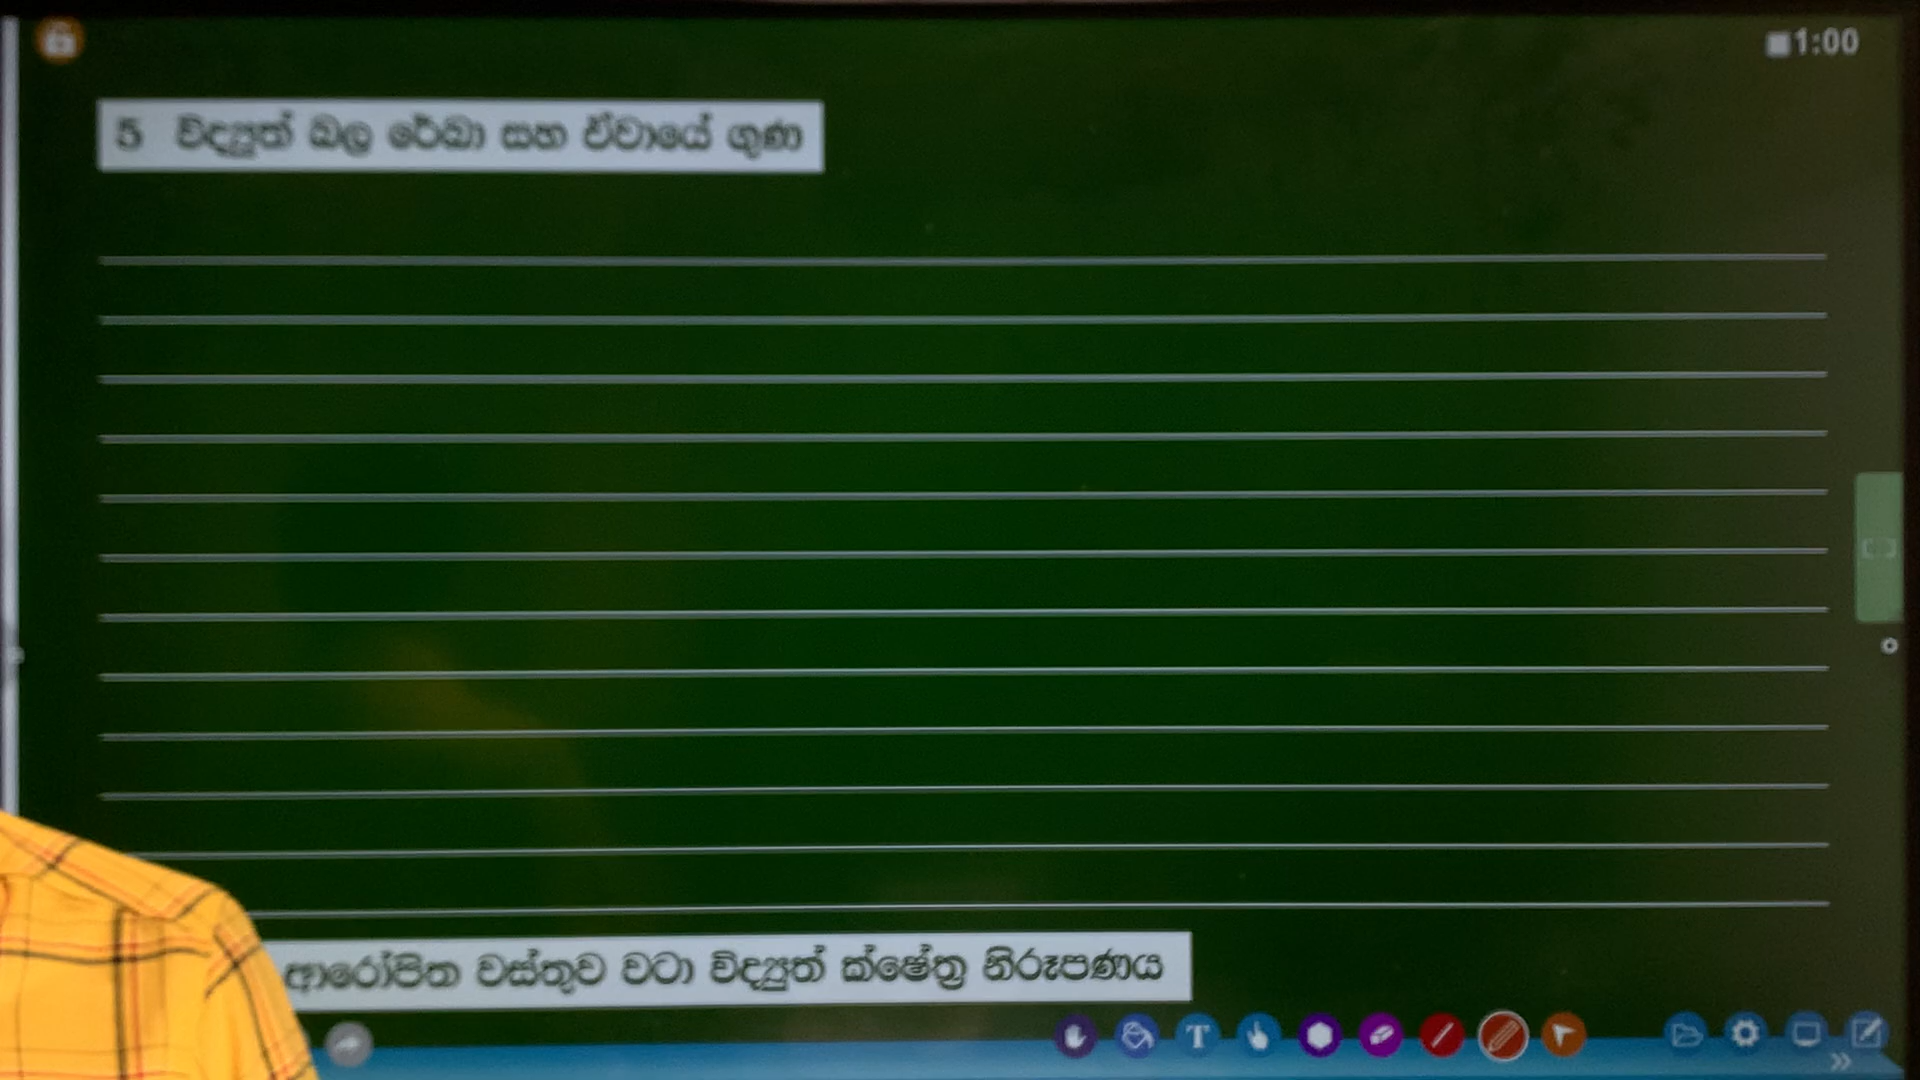 1:00
5 විද්‍යුත් බල රේඛා සහ ඒවායේ ගුණ
ආරෝපිත වස්තුව වටා විද්‍යුත් ක්ෂේත්‍ර නිරූපණය
T